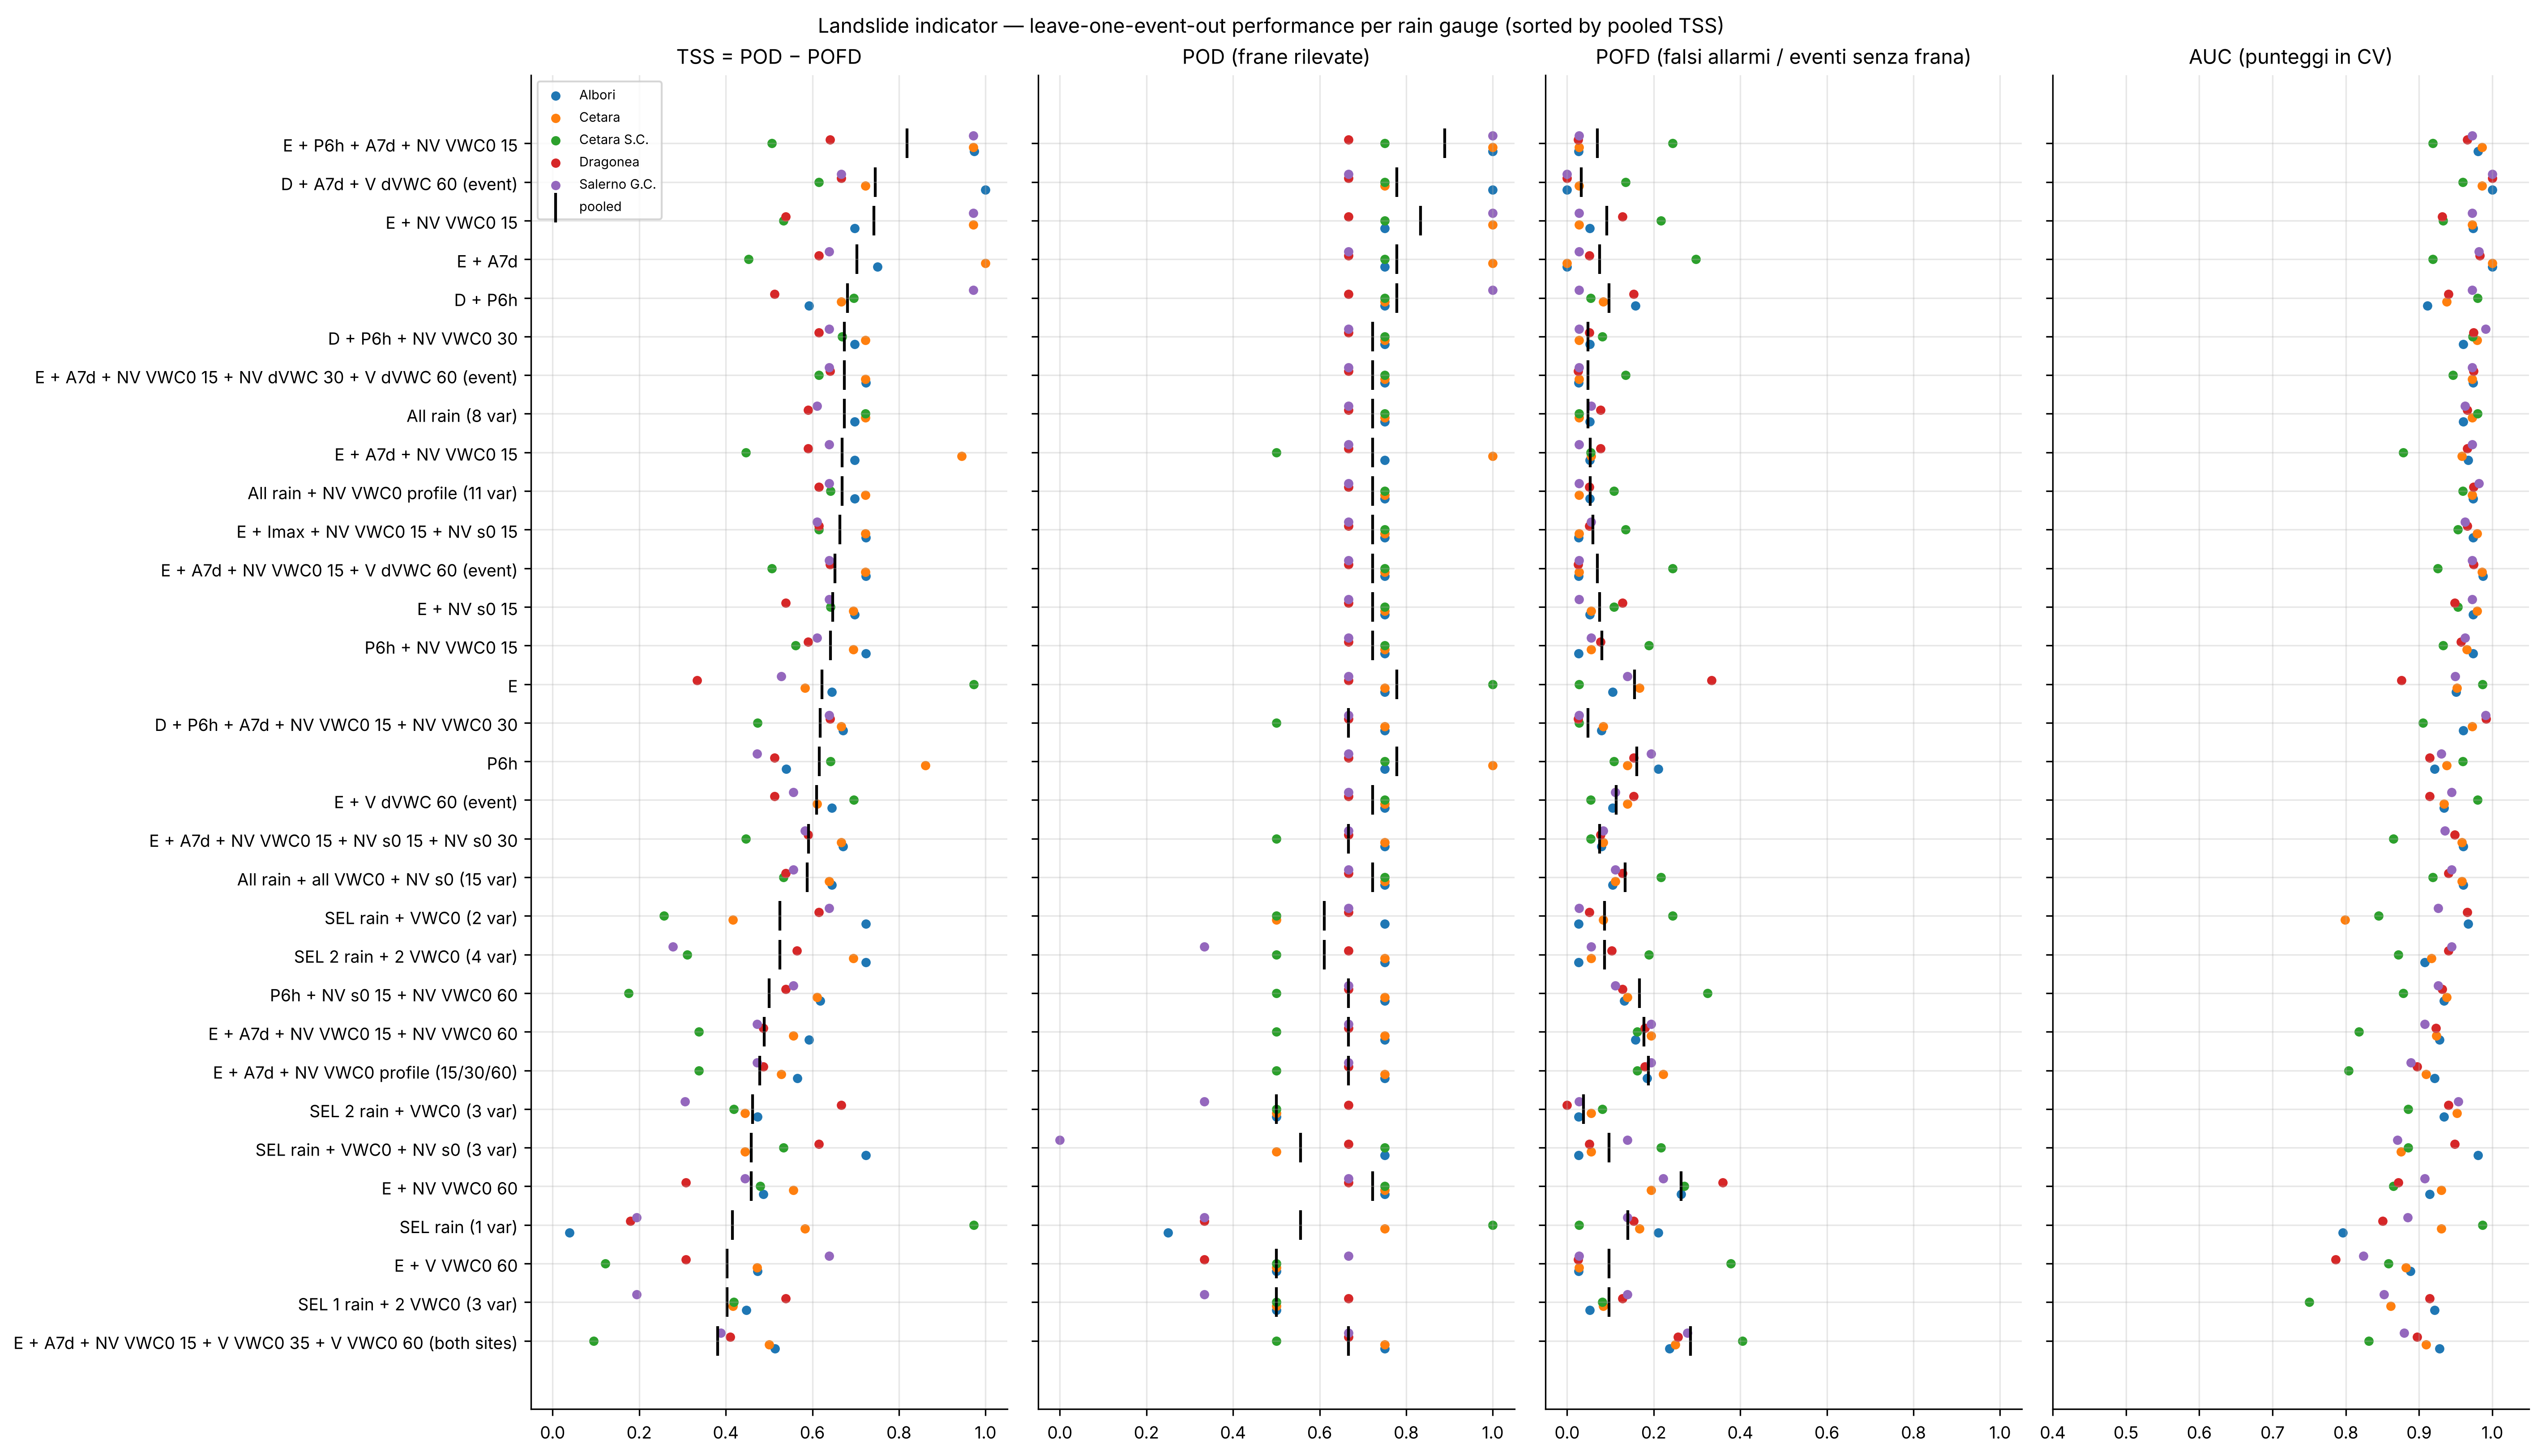 Landslide indicator — leave-one-event-out performance per rain gauge (sorted by pooled TSS)
TSS = POD − POFD
POD (frane rilevate)
POFD (falsi allarmi / eventi senza frana)
AUC (punteggi in CV)
Albori
Cetara
Cetara S.C.
Dragonea
Salerno G.C.
pooled
E + P6h + A7d + NV VWC0 15
D + A7d + V dVWC 60 (event)
E + NV VWC0 15
E + A7d
D + P6h
D + P6h + NV VWC0 30
E + A7d + NV VWC0 15 + NV dVWC 30 + V dVWC 60 (event)
All rain (8 var)
E + A7d + NV VWC0 15
All rain + NV VWC0 profile (11 var)
E + Imax + NV VWC0 15 + NV s0 15
E + A7d + NV VWC0 15 + V dVWC 60 (event)
E + NV s0 15
P6h + NV VWC0 15
E
D + P6h + A7d + NV VWC0 15 + NV VWC0 30
P6h
E + V dVWC 60 (event)
E + A7d + NV VWC0 15 + NV s0 15 + NV s0 30
All rain + all VWC0 + NV s0 (15 var)
SEL rain + VWC0 (2 var)
SEL 2 rain + 2 VWC0 (4 var)
P6h + NV s0 15 + NV VWC0 60
E + A7d + NV VWC0 15 + NV VWC0 60
E + A7d + NV VWC0 profile (15/30/60)
SEL 2 rain + VWC0 (3 var)
SEL rain + VWC0 + NV s0 (3 var)
E + NV VWC0 60
SEL rain (1 var)
E + V VWC0 60
SEL 1 rain + 2 VWC0 (3 var)
E + A7d + NV VWC0 15 + V VWC0 35 + V VWC0 60 (both sites)
0.0 0.2 0.4 0.6 0.8 1.0
0.0 0.2 0.4 0.6 0.8 1.0
0.0 0.2 0.4 0.6 0.8 1.0
0.4 0.5 0.6 0.7 0.8 0.9 1.0